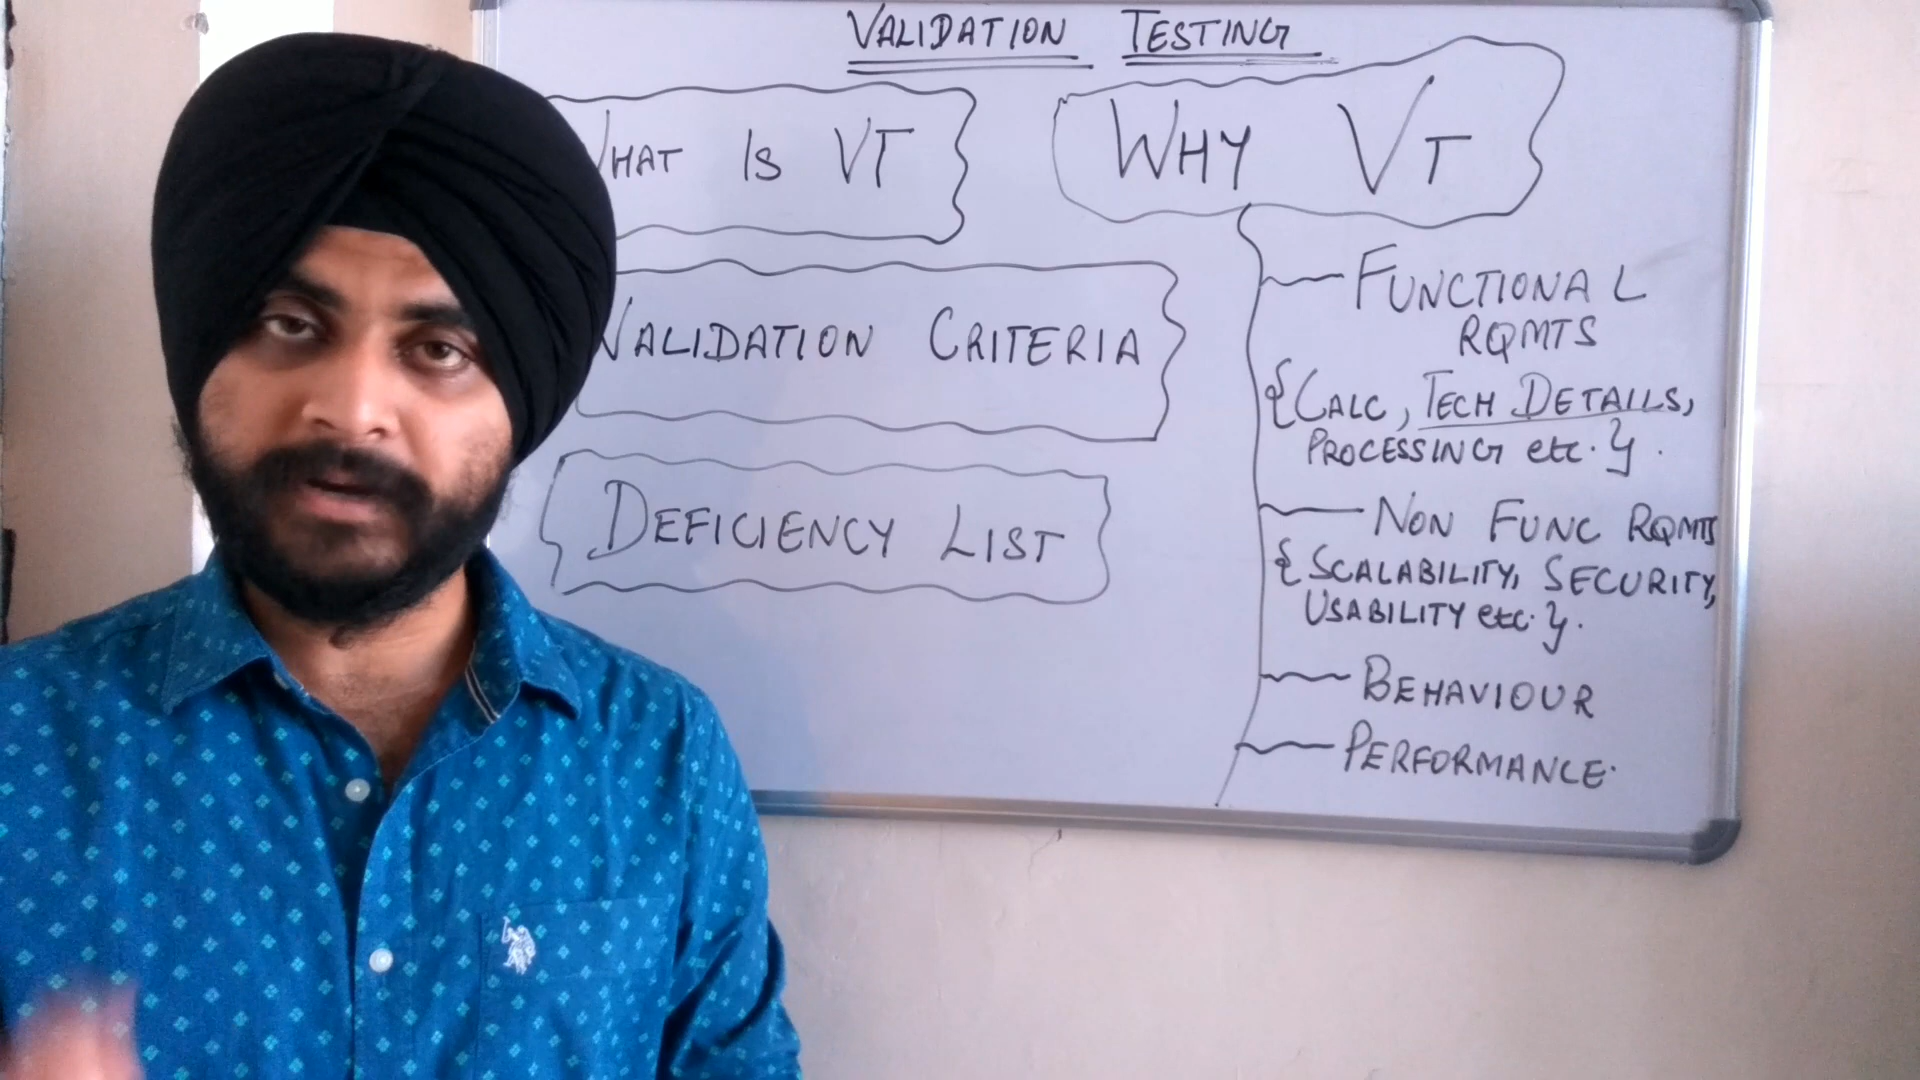 VALIDATION TESTING
WHAT IS VT
WHY VT
VALIDATION CRITERIA
DEFICIENCY LIST
FUNCTIONAL
RQMTS
{CALC, TECH DETAILS,
PROCESSING etc.}.
NON FUNC RQMTS
{SCALABILITY, SECURITY,
USABILITY etc.}.
BEHAVIOUR
PERFORMANCE.